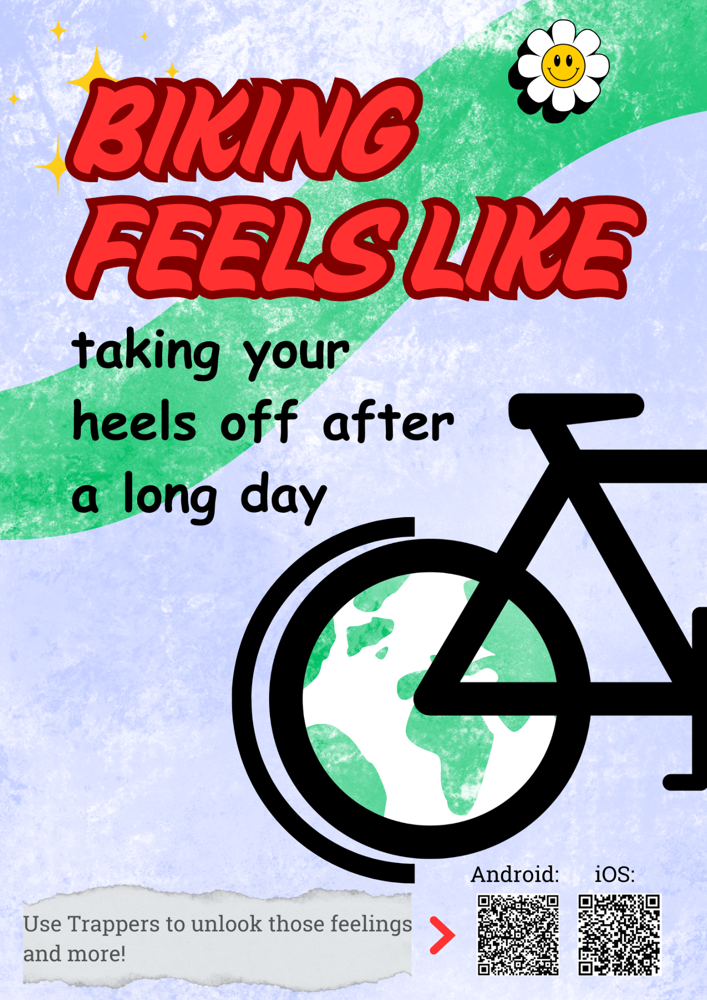 BIKING
FEELS LIKE
taking your
heels off after
a long day
Android: iOS:
Use Trappers to unlook those feelings
and more!